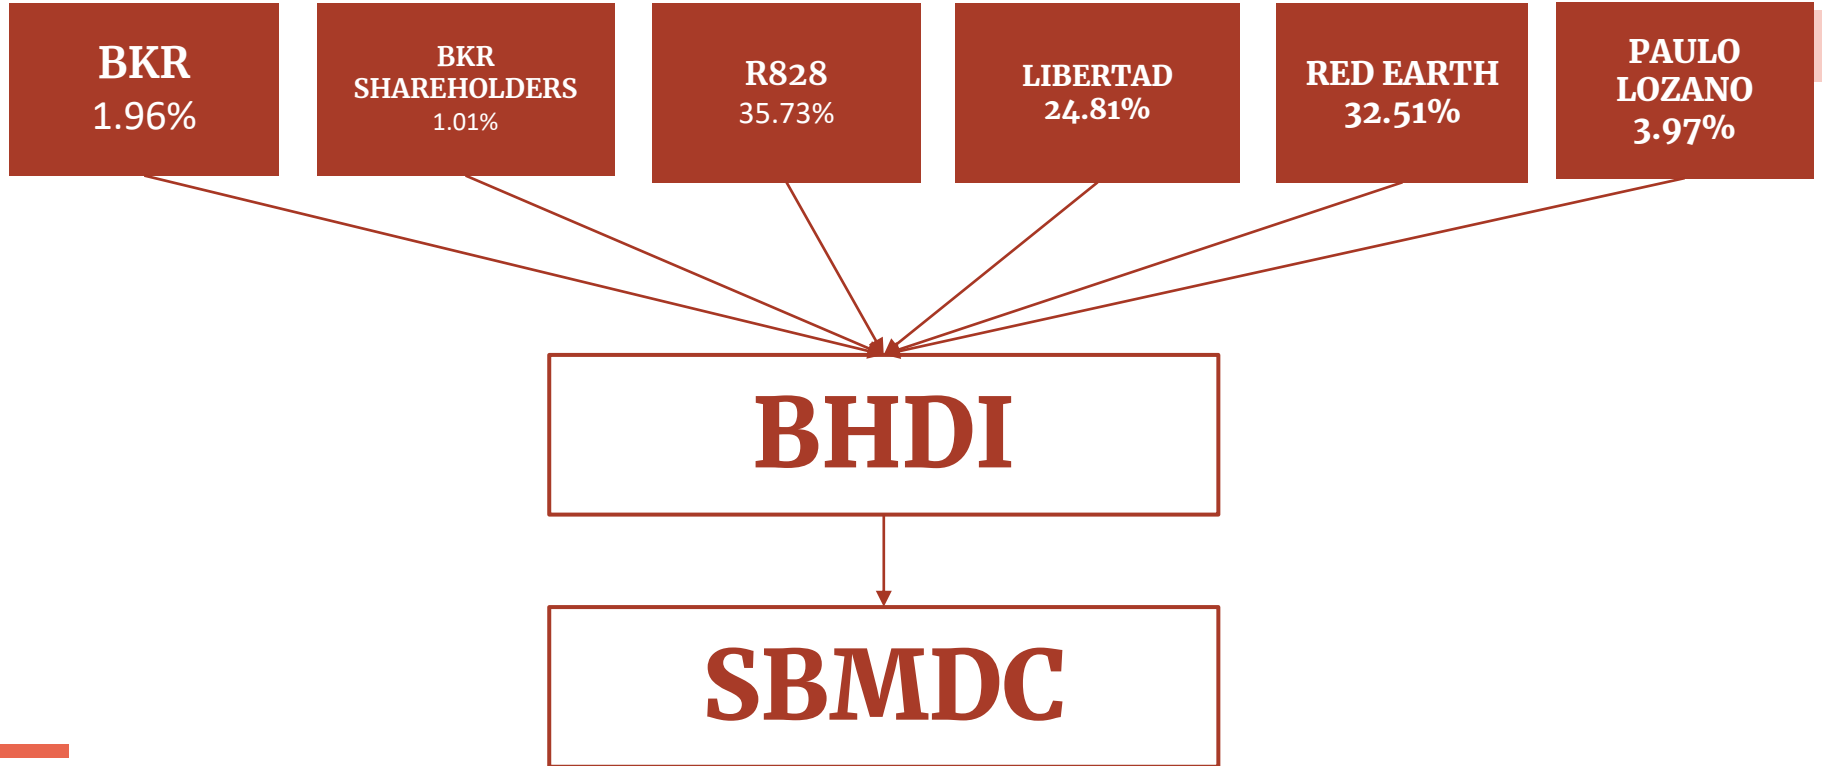 BKR
1.96%
BKR
SHAREHOLDERS
1.01%
R828
35.73%
LIBERTAD
24.81%
RED EARTH
32.51%
PAULO
LOZANO
3.97%
BHDI
SBMDC